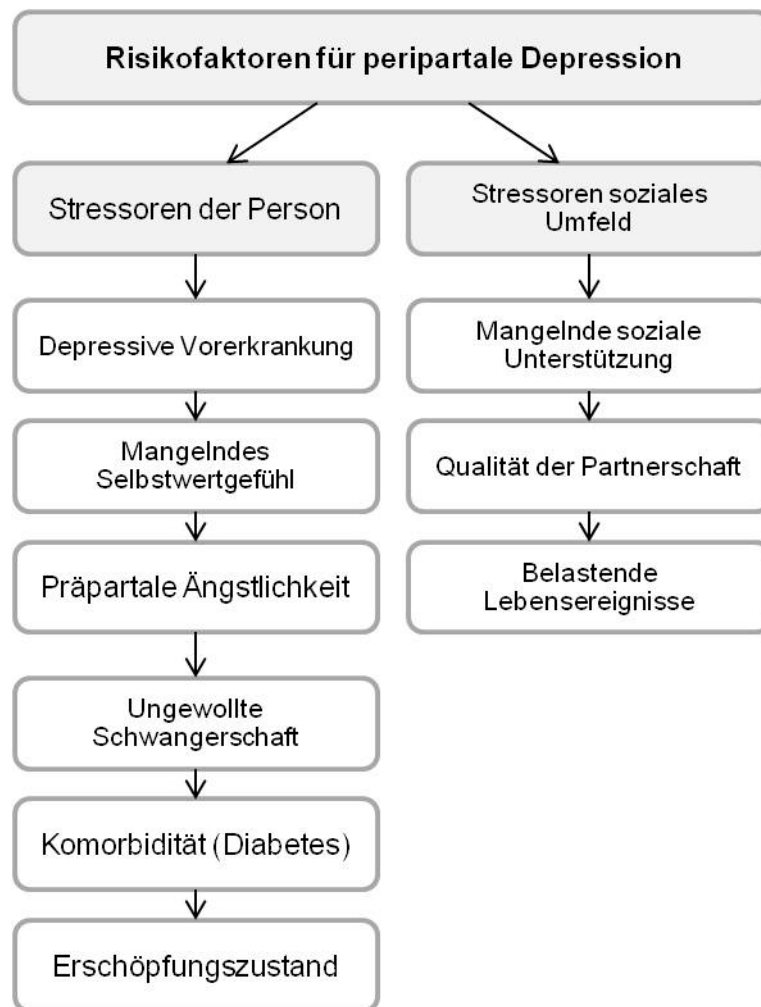 Risikofaktoren für peripartale Depression
Stressoren der Person
Depressive Vorerkrankung
Mangelndes
Selbstwertgefühl
Präpartale Ängstlichkeit
Ungewollte
Schwangerschaft
Komorbidität (Diabetes)
Erschöpfungszustand
Stressoren soziales
Umfeld
Mangelnde soziale
Unterstützung
Qualität der Partnerschaft
Belastende
Lebensereignisse